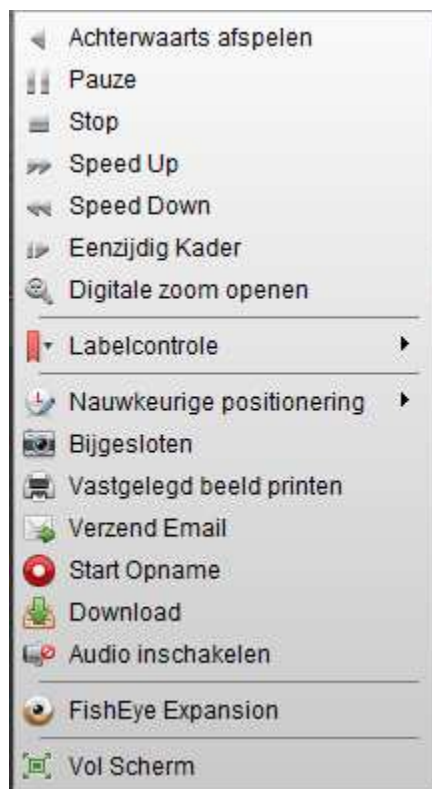 Achterwaarts afspelen
Pauze
Stop
Speed Up
Speed Down
Eenzijdig Kader
Digitale zoom openen
Labelcontrole
Nauwkeurige positionering
Bijgesloten
Vastgelegd beeld printen
Verzend Email
Start Opname
Download
Audio inschakelen
FishEye Expansion
Vol Scherm